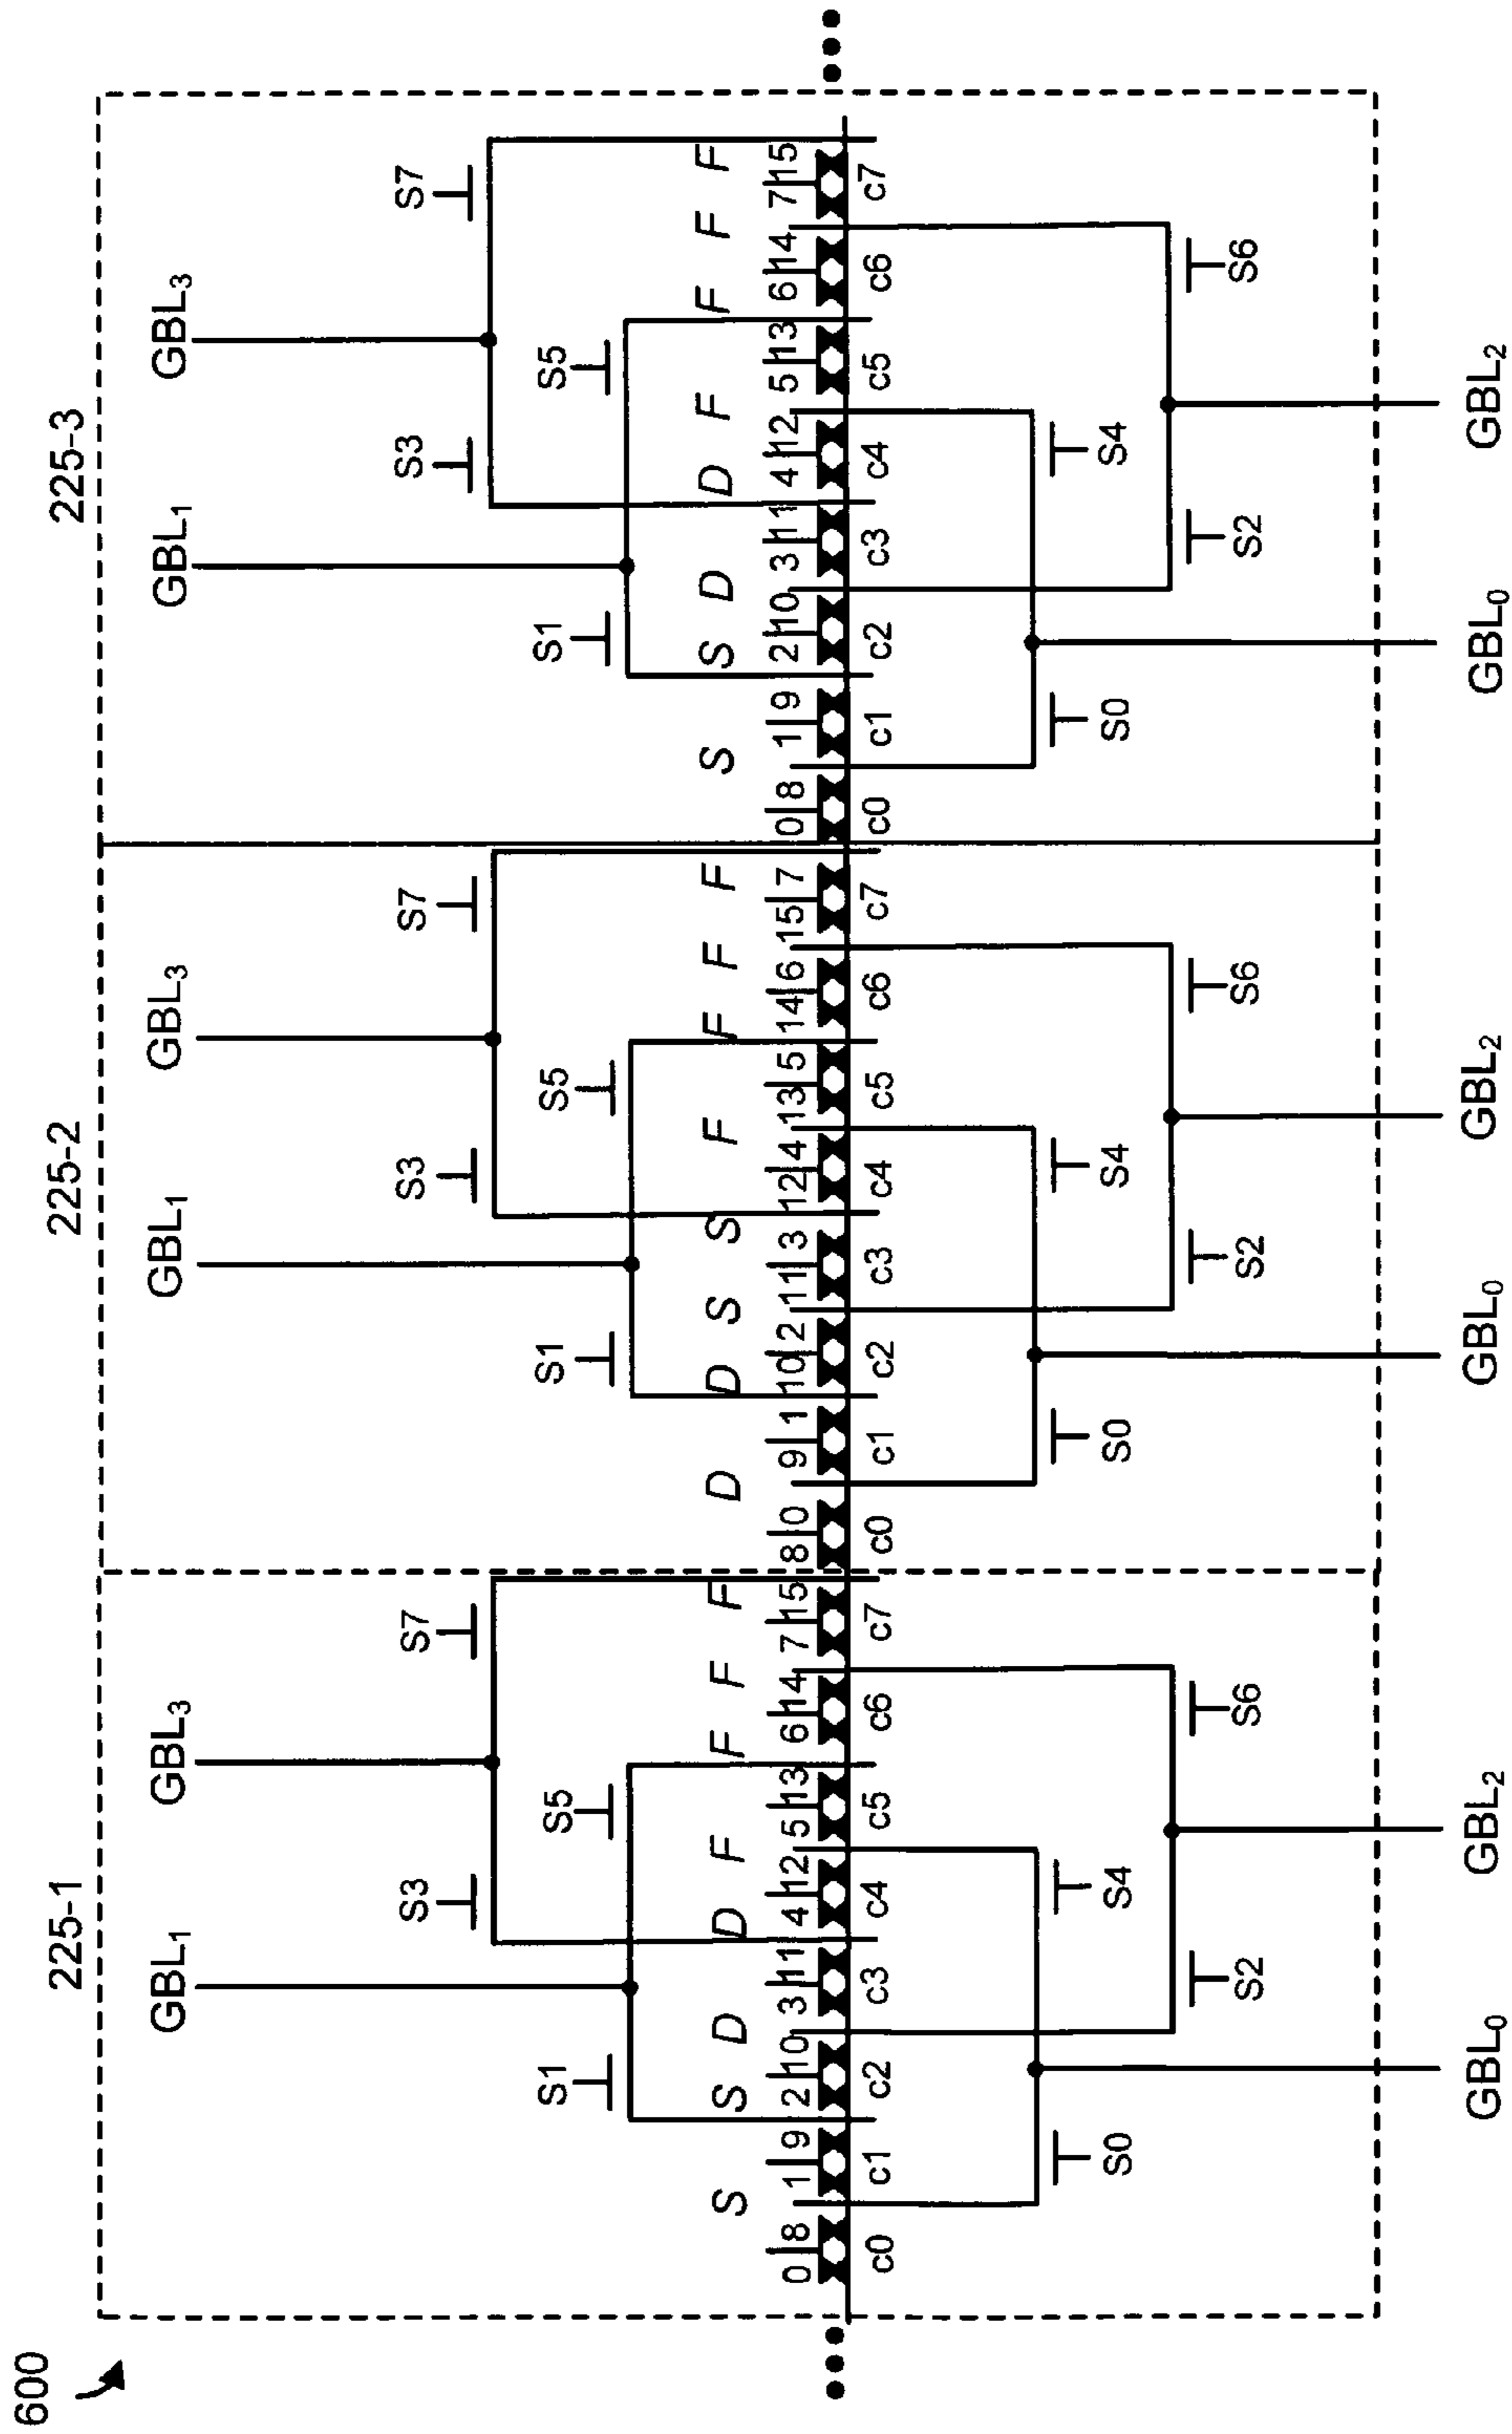 600
225-1 225-2 225-3
GBL₁ GBL₃ GBL₁ GBL₃ GBL₁ GBL₃
S3 S7 S3 S7 S3 S7
S1 S5 S1 S5 S1 S5
S S D D F F F F D D S S F F F F S S D D F F F F
0 8 1 9 2 10 3 11 4 12 5 13 6 14 7 15 8 0 9 1 10 2 11 3 12 4 13 5 14 6 15 7 0 8 1 9 2 10 3 11 4 12 5 13 6 14 7 15
c0 c1 c2 c3 c4 c5 c6 c7 c0 c1 c2 c3 c4 c5 c6 c7 c0 c1 c2 c3 c4 c5 c6 c7
S0 S4 S0 S4 S0 S4
S2 S6 S2 S6 S2 S6
GBL₀ GBL₂ GBL₀ GBL₂ GBL₀ GBL₂